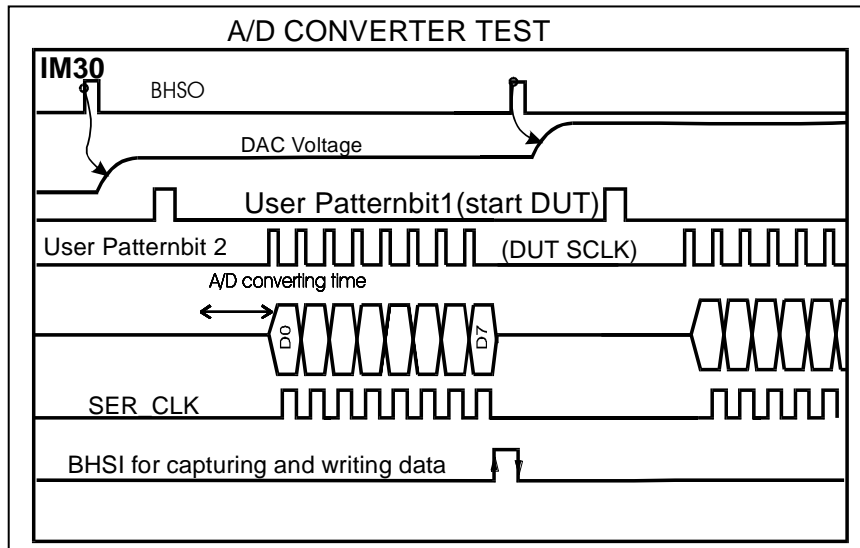 A/D CONVERTER TEST
IM30
BHSO
DAC Voltage
User Patternbit1(start DUT)
User Patternbit 2
(DUT SCLK)
A/D converting time
D0
D7
SER_CLK
BHSI for capturing and writing data